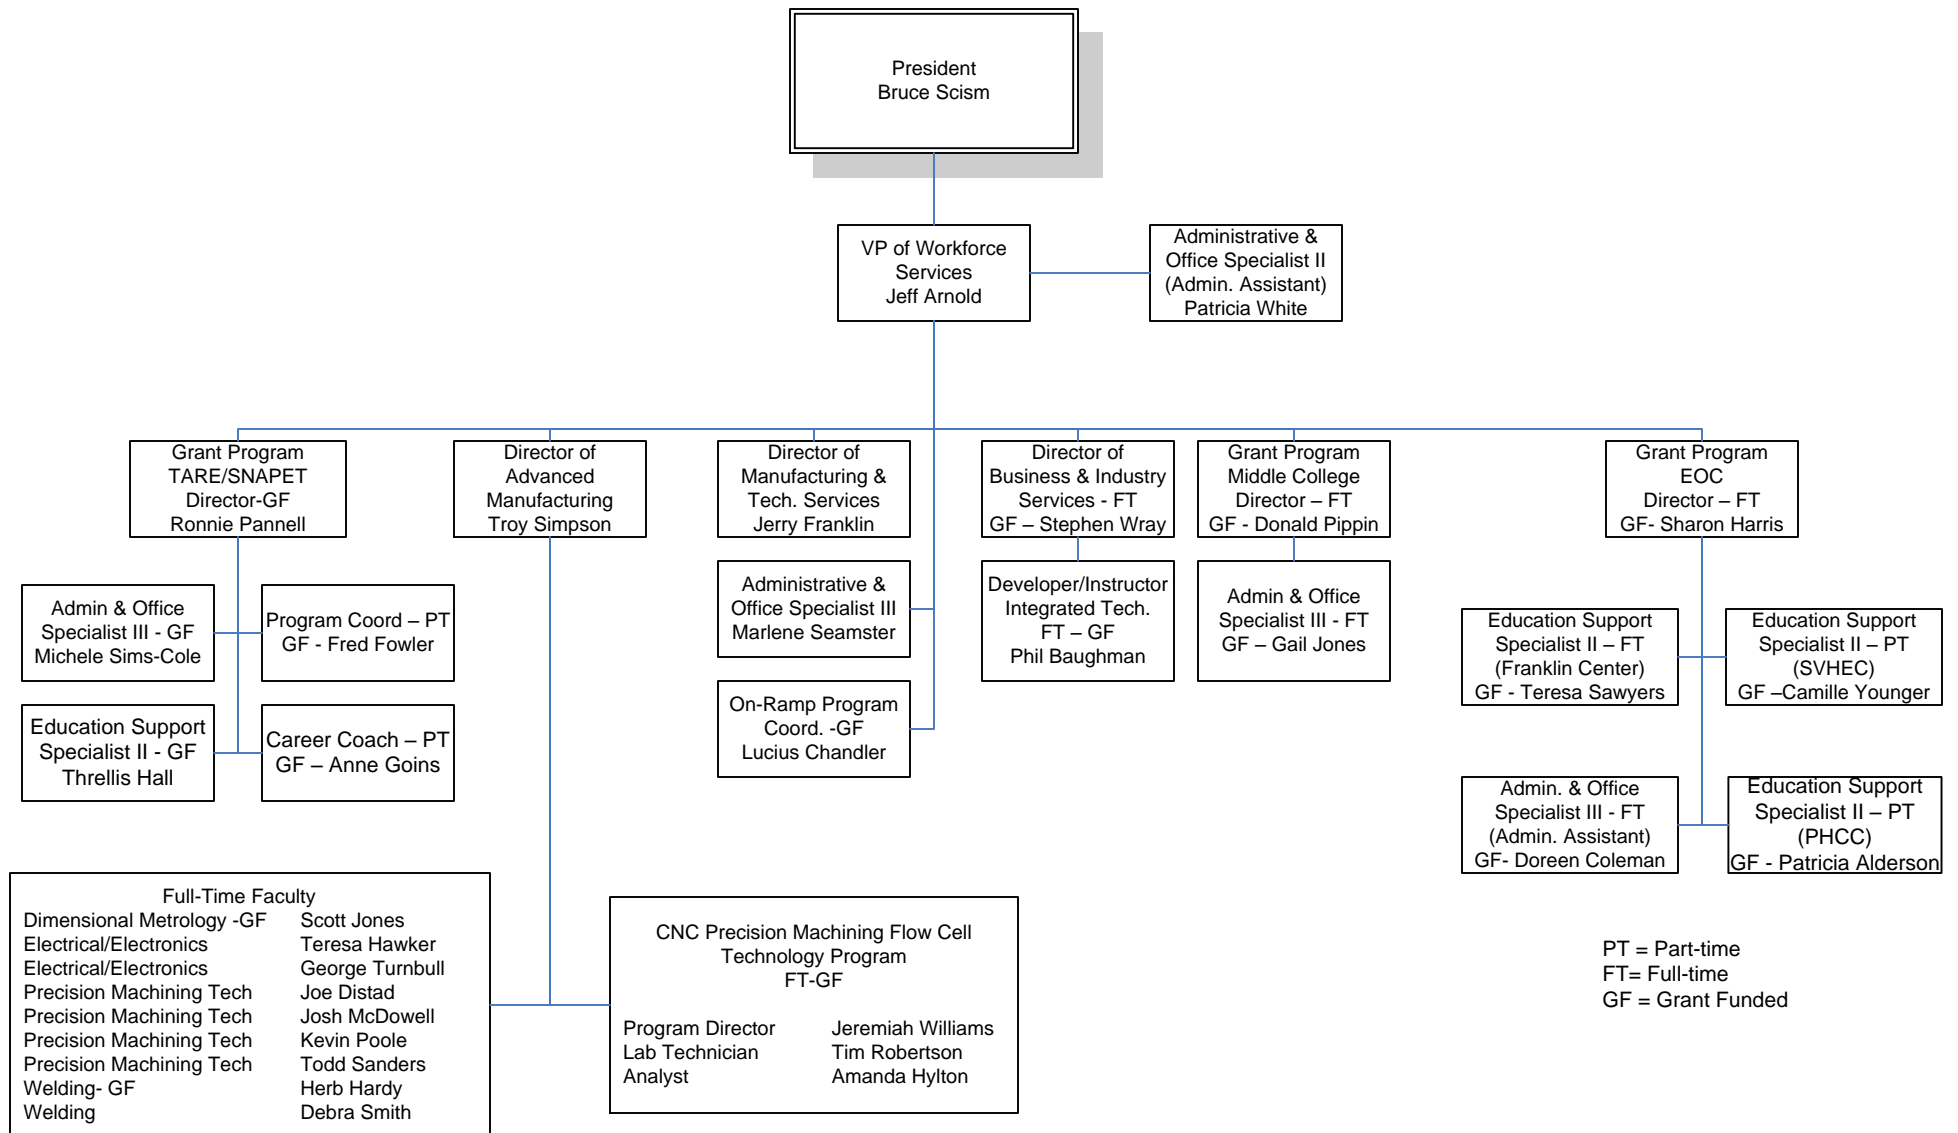 President
Bruce Scism
VP of Workforce
Services
Jeff Arnold
Administrative &
Office Specialist II
(Admin. Assistant)
Patricia White
Grant Program
TARE/SNAPET
Director-GF
Ronnie Pannell
Director of
Advanced
Manufacturing
Troy Simpson
Director of
Manufacturing &
Tech. Services
Jerry Franklin
Director of
Business & Industry
Services - FT
GF – Stephen Wray
Grant Program
Middle College
Director – FT
GF - Donald Pippin
Grant Program
EOC
Director – FT
GF- Sharon Harris
Admin & Office
Specialist III - GF
Michele Sims-Cole
Program Coord – PT
GF - Fred Fowler
Administrative &
Office Specialist III
Marlene Seamster
Developer/Instructor
Integrated Tech.
FT – GF
Phil Baughman
Admin & Office
Specialist III - FT
GF – Gail Jones
Education Support
Specialist II – FT
(Franklin Center)
GF - Teresa Sawyers
Education Support
Specialist II – PT
(SVHEC)
GF –Camille Younger
Education Support
Specialist II - GF
Threllis Hall
Career Coach – PT
GF – Anne Goins
On-Ramp Program
Coord. -GF
Lucius Chandler
Admin. & Office
Specialist III - FT
(Admin. Assistant)
GF- Doreen Coleman
Education Support
Specialist II – PT
(PHCC)
GF - Patricia Alderson
Full-Time Faculty
Dimensional Metrology -GF Scott Jones
Electrical/Electronics Teresa Hawker
Electrical/Electronics George Turnbull
Precision Machining Tech Joe Distad
Precision Machining Tech Josh McDowell
Precision Machining Tech Kevin Poole
Precision Machining Tech Todd Sanders
Welding- GF Herb Hardy
Welding Debra Smith
CNC Precision Machining Flow Cell
Technology Program
FT-GF
Program Director Jeremiah Williams
Lab Technician Tim Robertson
Analyst Amanda Hylton
PT = Part-time
FT= Full-time
GF = Grant Funded